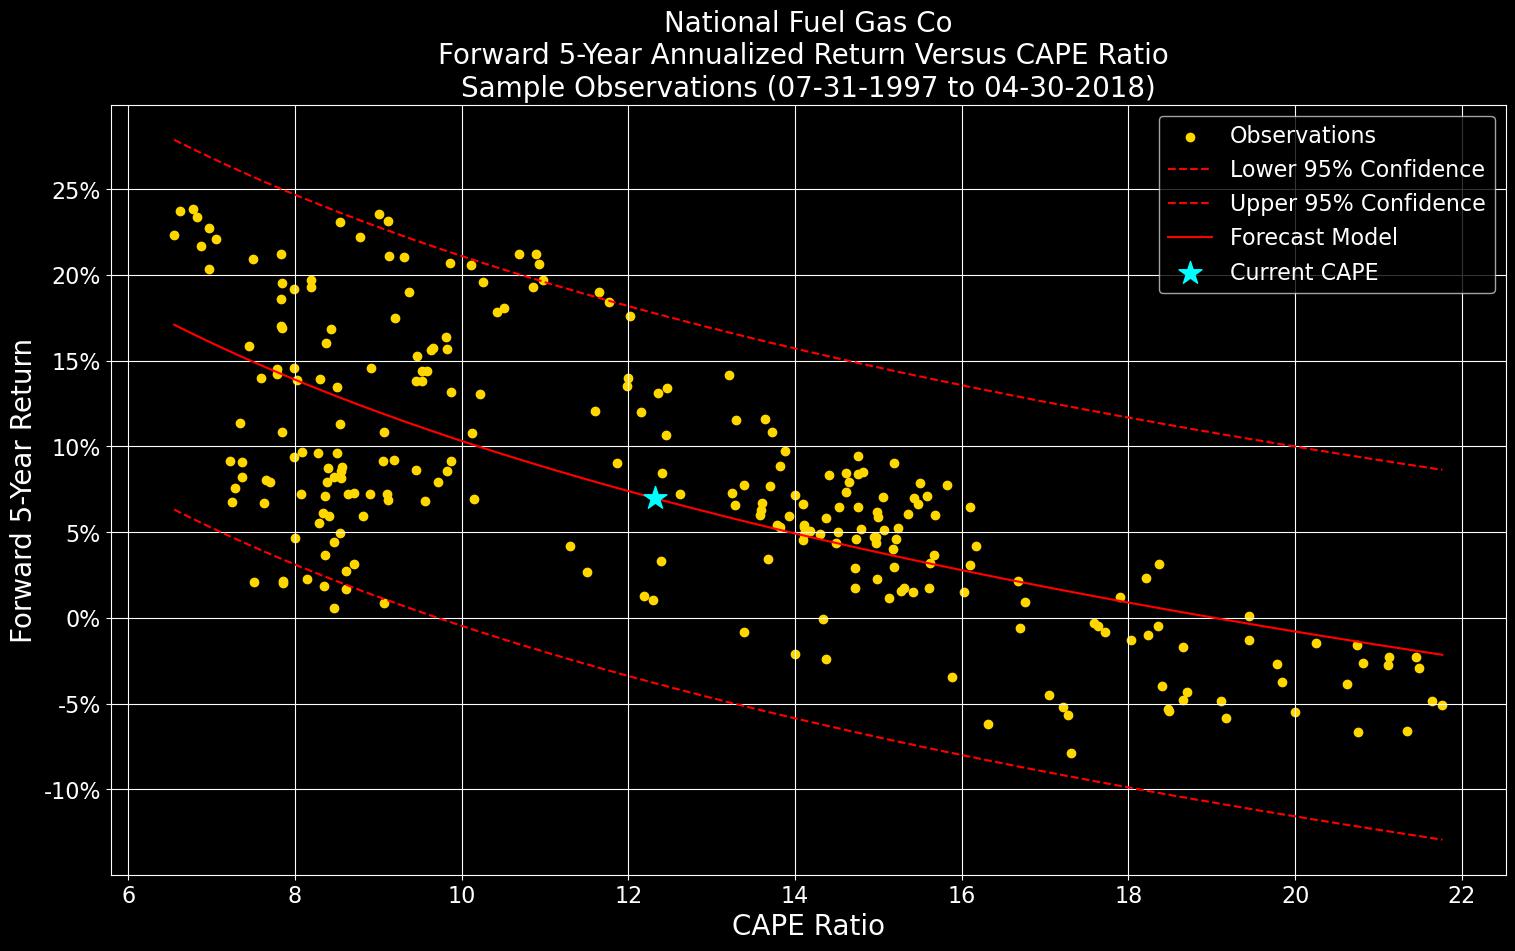 National Fuel Gas Co
Forward 5-Year Annualized Return Versus CAPE Ratio
Sample Observations (07-31-1997 to 04-30-2018)
Observations
Lower 95% Confidence
Upper 95% Confidence
Forecast Model
Current CAPE
Forward 5-Year Return
25%
20%
15%
10%
5%
0%
-5%
-10%
6 8 10 12 14 16 18 20 22
CAPE Ratio